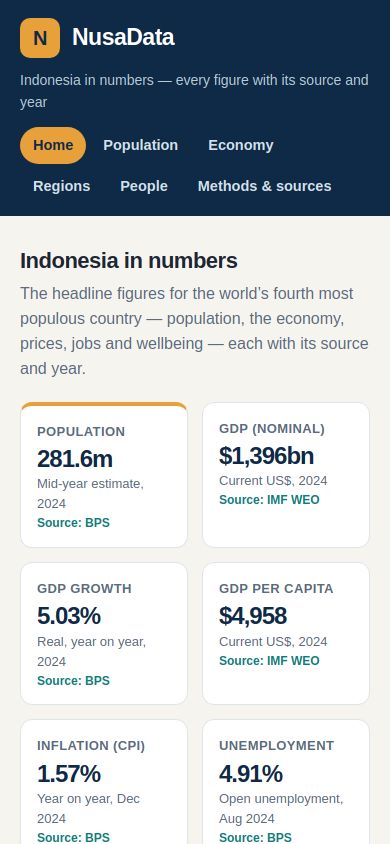 N
NusaData
Indonesia in numbers — every figure with its source and
year
Home
Population
Economy
Regions
People
Methods & sources
Indonesia in numbers
The headline figures for the world’s fourth most
populous country — population, the economy,
prices, jobs and wellbeing — each with its source
and year.
POPULATION
281.6m
Mid-year estimate,
2024
Source: BPS
GDP (NOMINAL)
$1,396bn
Current US$, 2024
Source: IMF WEO
GDP GROWTH
5.03%
Real, year on year,
2024
Source: BPS
GDP PER CAPITA
$4,958
Current US$, 2024
Source: IMF WEO
INFLATION (CPI)
1.57%
Year on year, Dec
2024
Source: BPS
UNEMPLOYMENT
4.91%
Open unemployment,
Aug 2024
Source: BPS